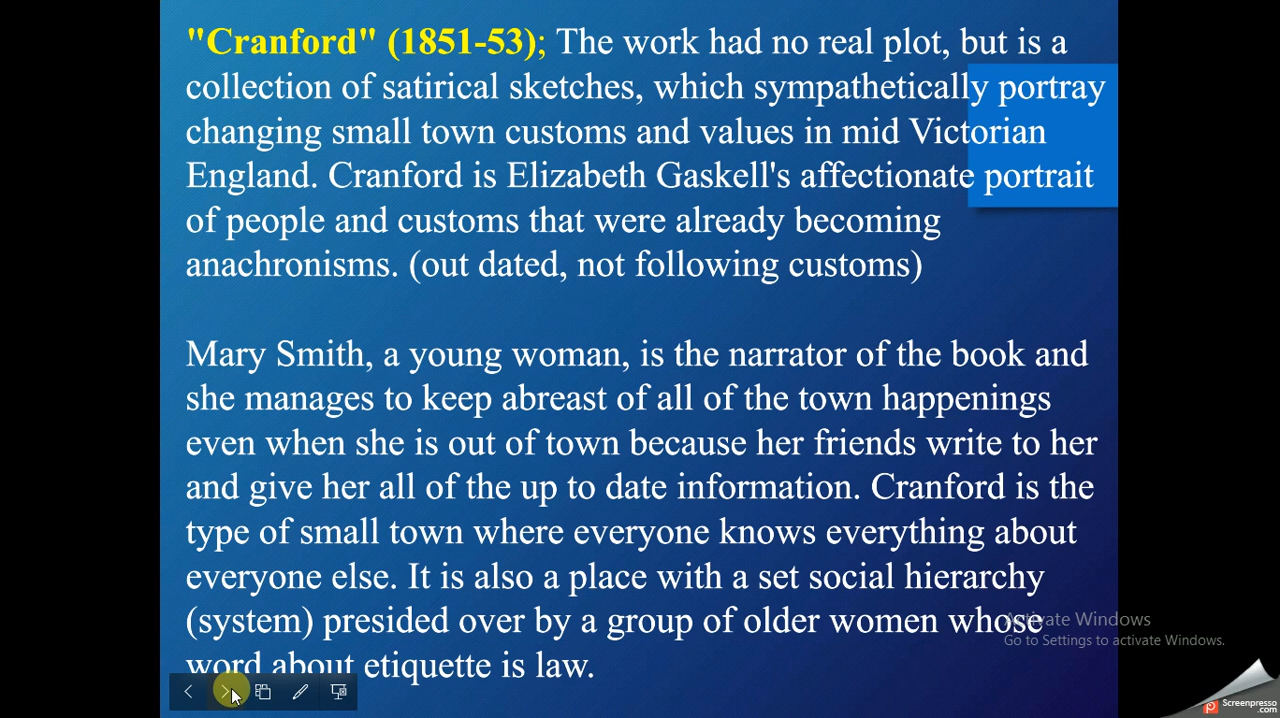 "Cranford" (1851-53); The work had no real plot, but is a
collection of satirical sketches, which sympathetically portray
changing small town customs and values in mid Victorian
England. Cranford is Elizabeth Gaskell's affectionate portrait
of people and customs that were already becoming
anachronisms. (out dated, not following customs)
Mary Smith, a young woman, is the narrator of the book and
she manages to keep abreast of all of the town happenings
even when she is out of town because her friends write to her
and give her all of the up to date information. Cranford is the
type of small town where everyone knows everything about
everyone else. It is also a place with a set social hierarchy
(system) presided over by a group of older women whose
word about etiquette is law.
Activate Windows
Go to Settings to activate Windows.
Screenpresso
.com